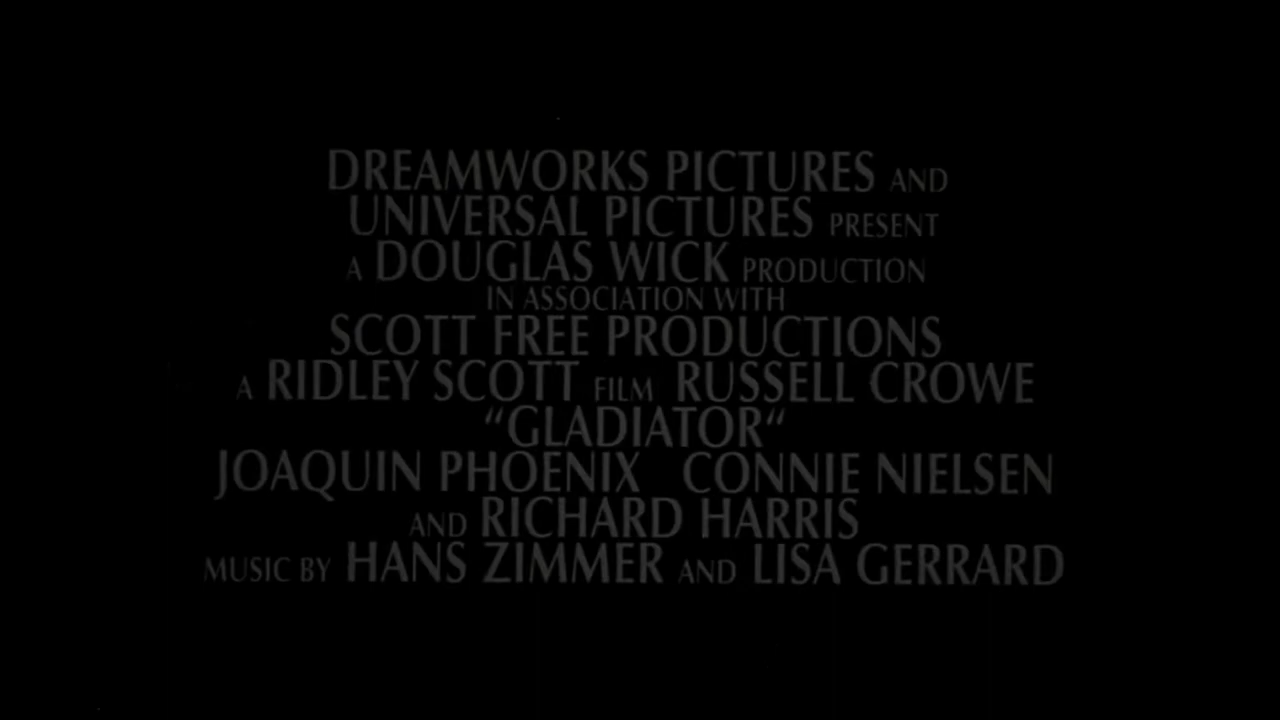 DREAMWORKS PICTURES AND
UNIVERSAL PICTURES PRESENT
A DOUGLAS WICK PRODUCTION
IN ASSOCIATION WITH
SCOTT FREE PRODUCTIONS
A RIDLEY SCOTT FILM RUSSELL CROWE
“GLADIATOR“
JOAQUIN PHOENIX CONNIE NIELSEN
AND RICHARD HARRIS
MUSIC BY HANS ZIMMER AND LISA GERRARD